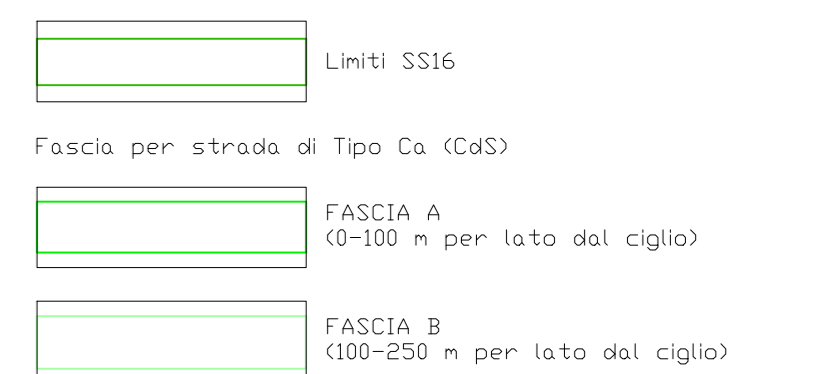 Limiti SS16
Fascia per strada di Tipo Ca (CdS)
FASCIA A
(0-100 m per lato dal ciglio)
FASCIA B
(100-250 m per lato dal ciglio)